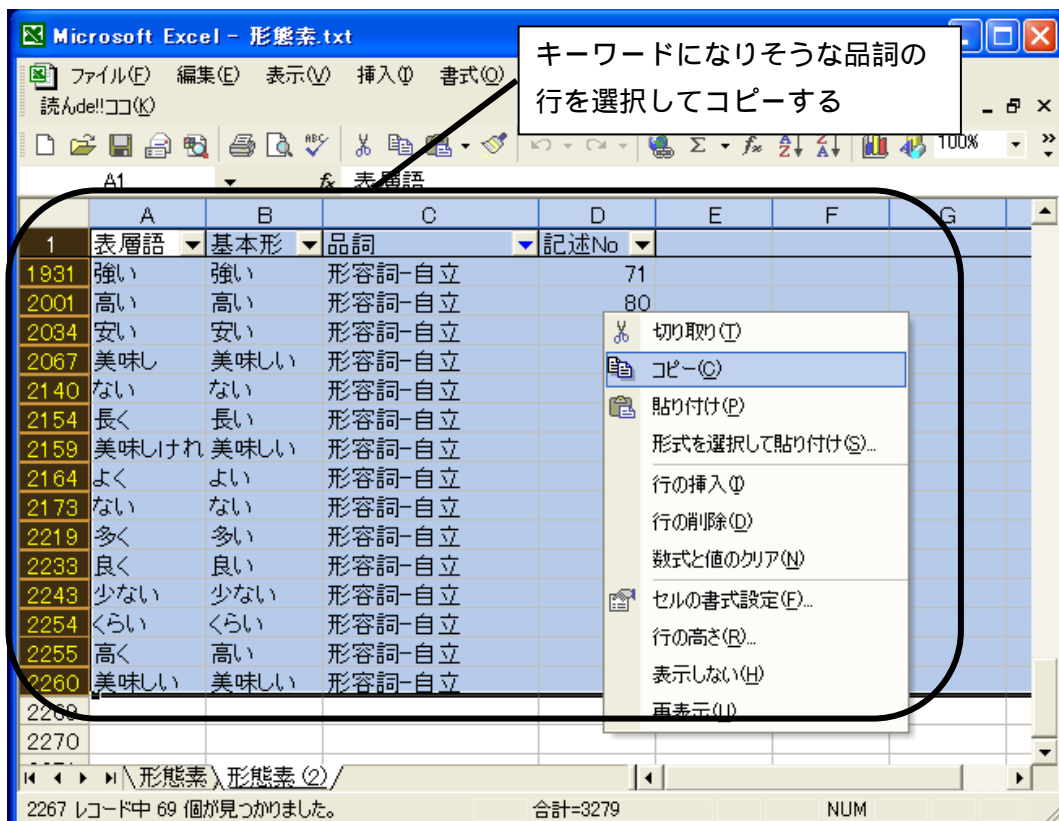 Microsoft Excel - 形態素.txt
キーワードになりそうな品詞の
行を選択してコピーする
ファイル(F) 編集(E) 表示(V) 挿入(I) 書式(O)
読んde!!ココ(K)
100%
A1 fx 表層語
A B C D E F G
1 表層語 基本形 品詞 記述No
1931 強い 強い 形容詞-自立 71
2001 高い 高い 形容詞-自立 80
2034 安い 安い 形容詞-自立
2067 美味し 美味しい 形容詞-自立
2140 ない ない 形容詞-自立
2154 長く 長い 形容詞-自立
2159 美味しけれ 美味しい 形容詞-自立
2164 よく よい 形容詞-自立
2173 ない ない 形容詞-自立
2219 多く 多い 形容詞-自立
2233 良く 良い 形容詞-自立
2243 少ない 少ない 形容詞-自立
2254 くらい くらい 形容詞-自立
2255 高く 高い 形容詞-自立
2260 美味しい 美味しい 形容詞-自立
2269
2270
切り取り(T)
コピー(C)
貼り付け(P)
形式を選択して貼り付け(S)...
行の挿入(I)
行の削除(D)
数式と値のクリア(N)
セルの書式設定(F)...
行の高さ(R)...
表示しない(H)
再表示(U)
形態素 形態素 (2)
2267 レコード中 69 個が見つかりました。 合計=3279 NUM